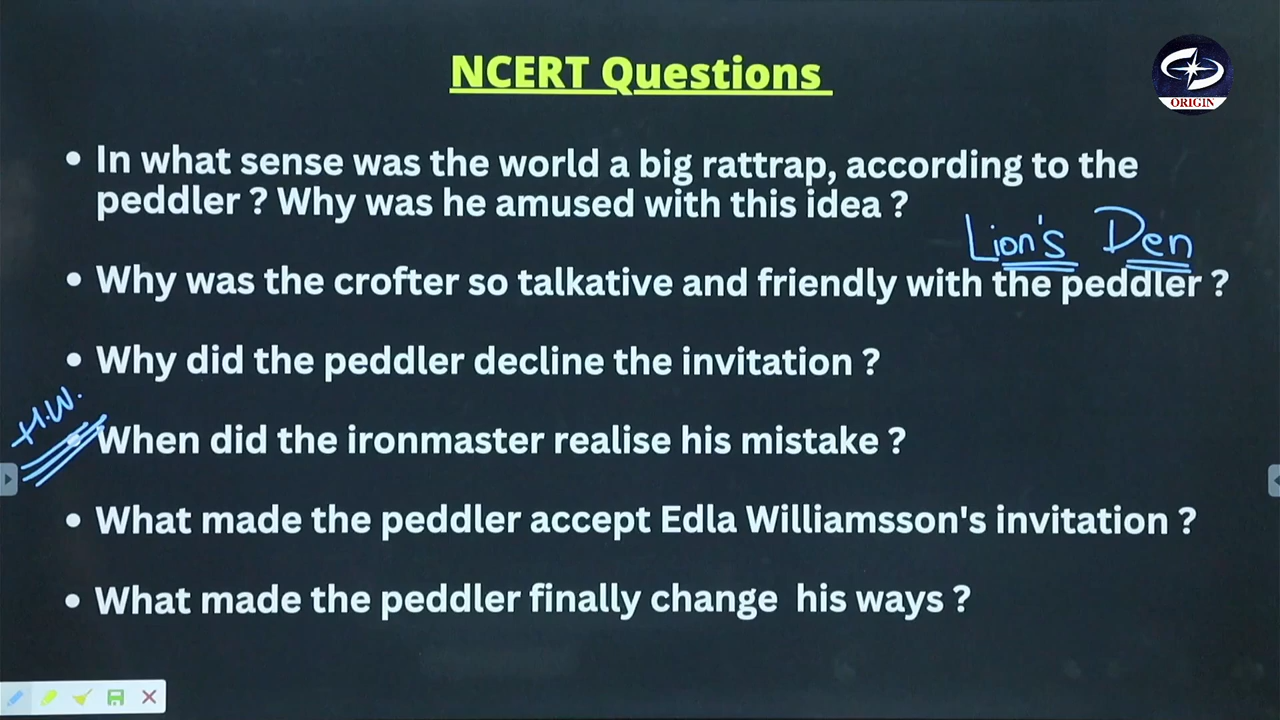 NCERT Questions
ORIGIN
• In what sense was the world a big rattrap, according to the
peddler ? Why was he amused with this idea ?
Lion's Den
• Why was the crofter so talkative and friendly with the peddler ?
• Why did the peddler decline the invitation ?
H.W.
• When did the ironmaster realise his mistake ?
• What made the peddler accept Edla Williamsson's invitation ?
• What made the peddler finally change his ways ?